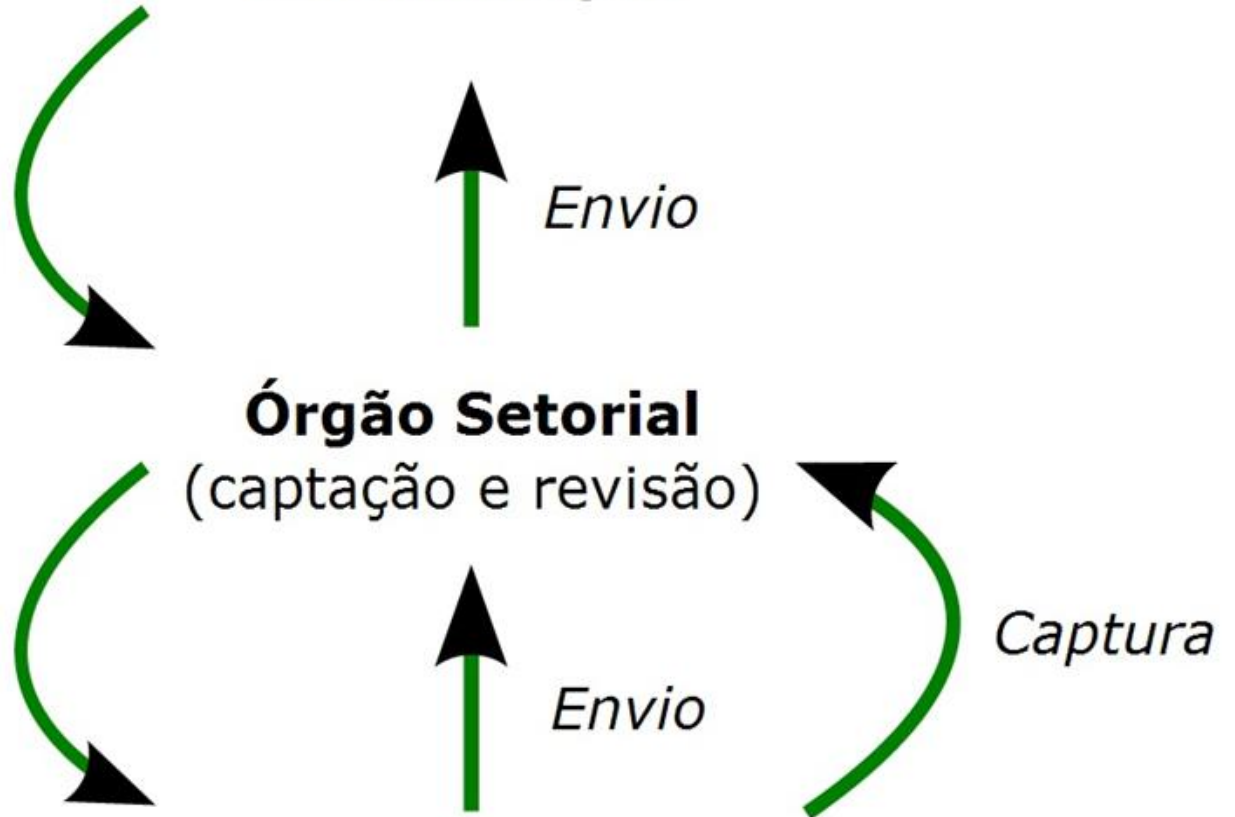 Envio
Órgão Setorial
(captação e revisão)
Captura
Envio